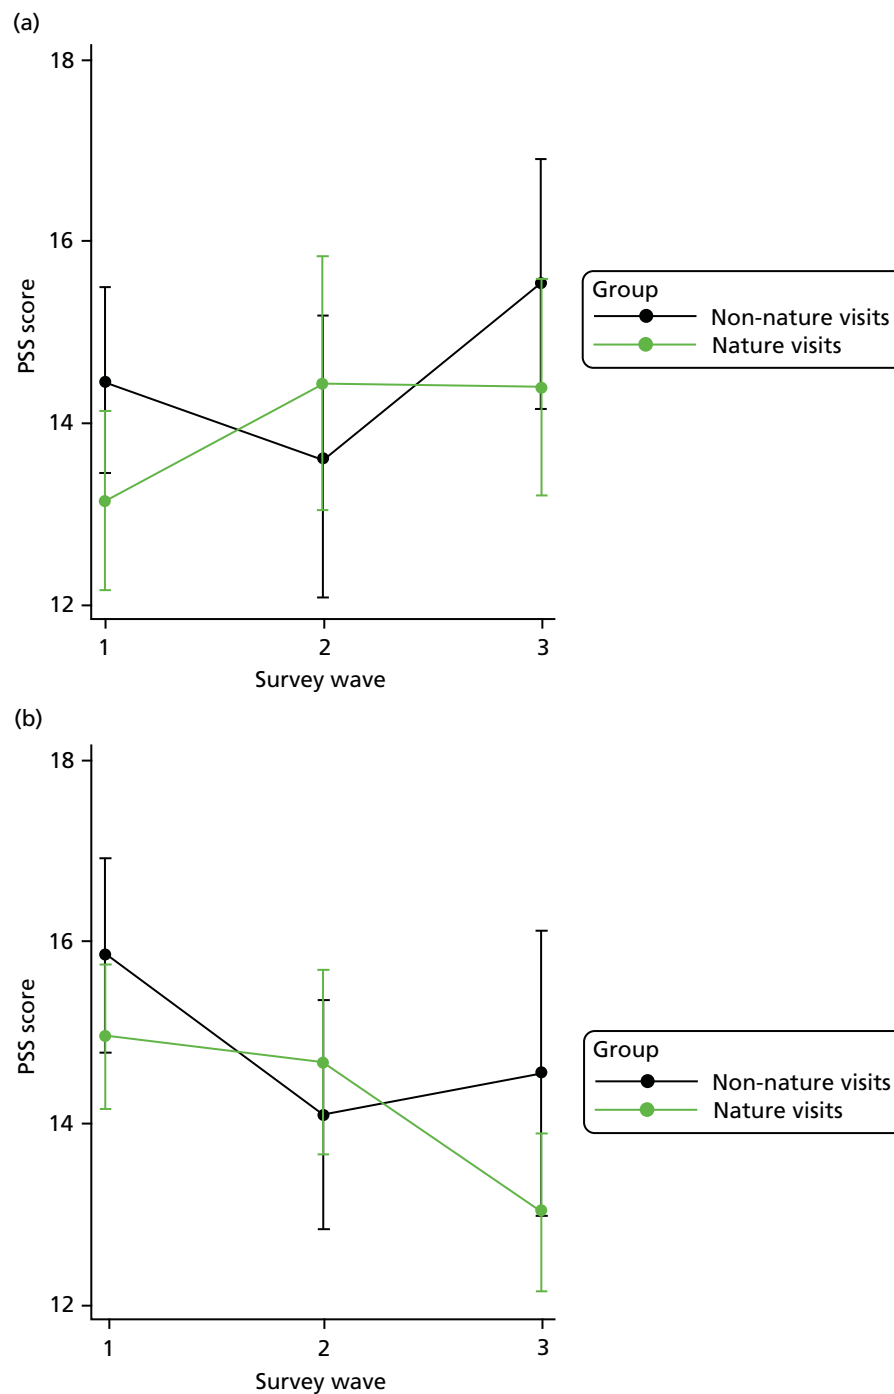 (a)
18
16
14
12
PSS score
1 2 3
Survey wave
Group
Non-nature visits
Nature visits
(b)
18
16
14
12
PSS score
1 2 3
Survey wave
Group
Non-nature visits
Nature visits